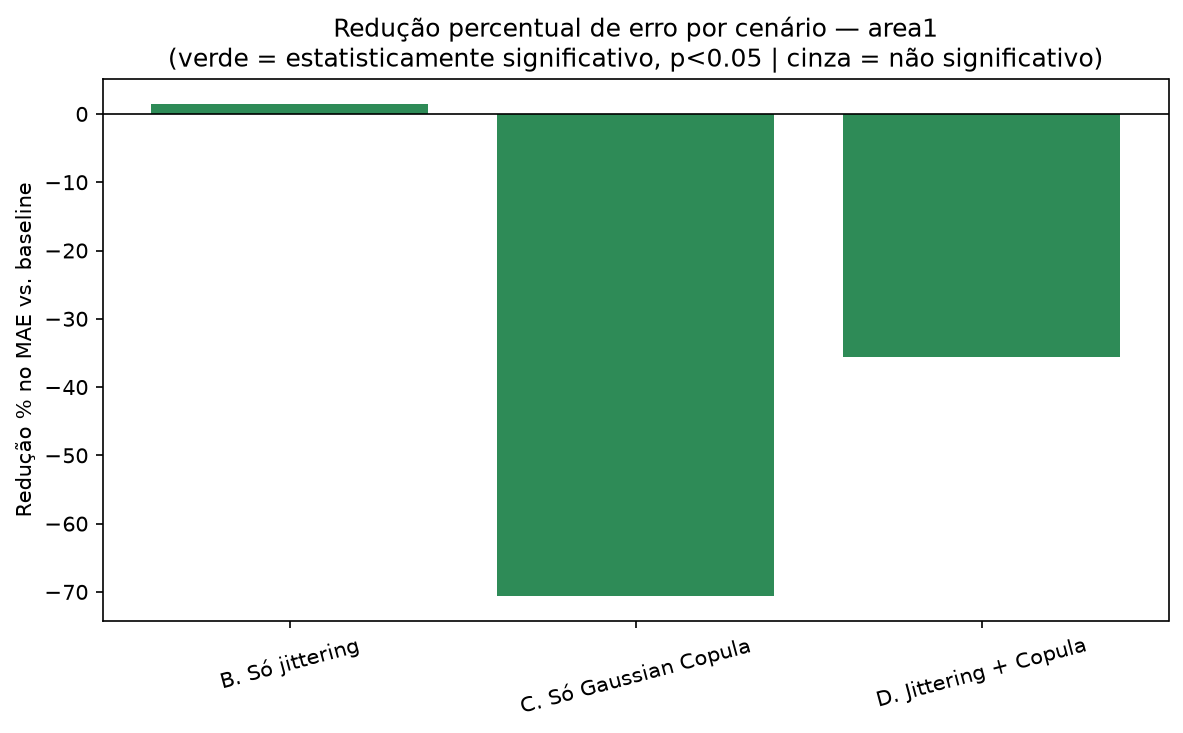 Redução percentual de erro por cenário — area1
(verde = estatisticamente significativo, p<0.05 | cinza = não significativo)
Redução % no MAE vs. baseline
0
−10
−20
−30
−40
−50
−60
−70
B. Só jittering
C. Só Gaussian Copula
D. Jittering + Copula